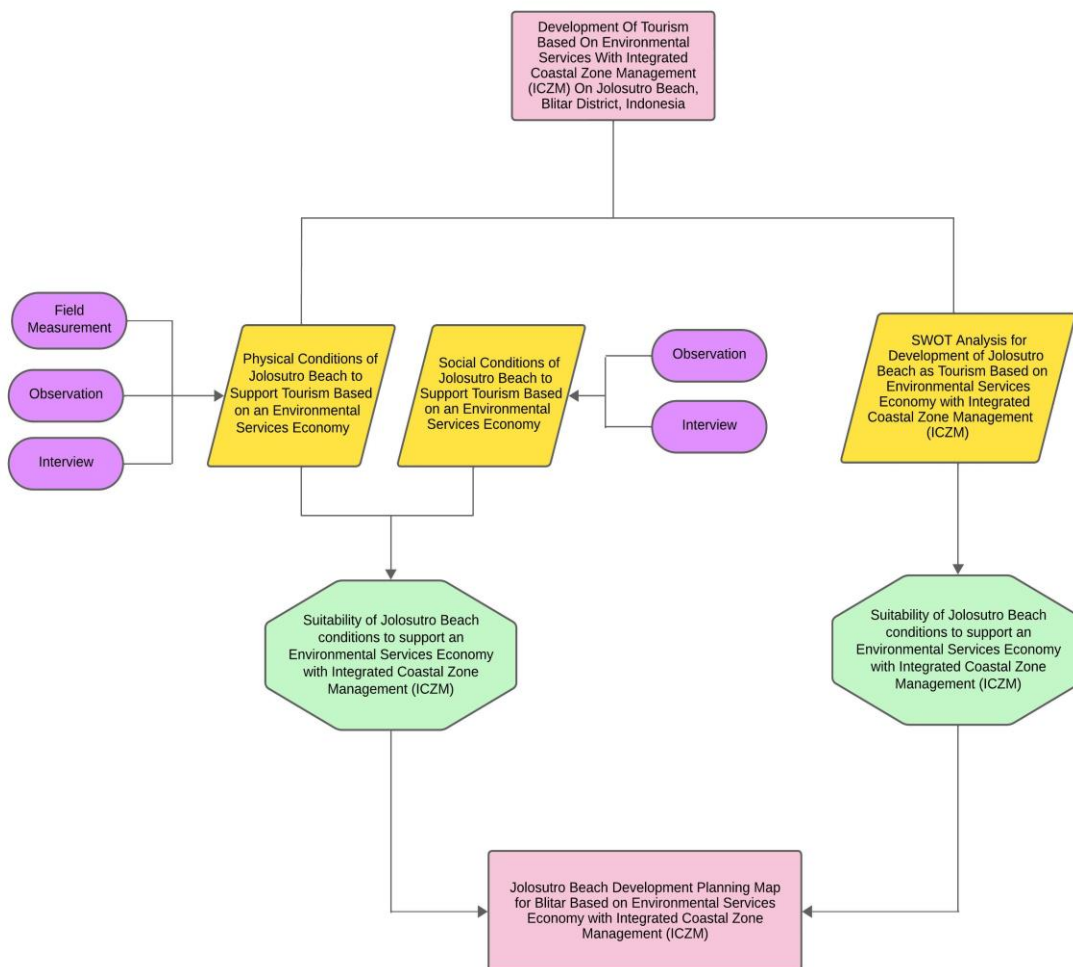 Development Of Tourism
Based On Environmental
Services With Integrated
Coastal Zone Management
(ICZM) On Jolosutro Beach,
Blitar District, Indonesia
Field
Measurement
Observation
Interview
Physical Conditions of
Jolosutro Beach to
Support Tourism Based
on an Environmental
Services Economy
Social Conditions of
Jolosutro Beach to
Support Tourism Based
on an Environmental
Services Economy
Observation
Interview
SWOT Analysis for
Development of Jolosutro
Beach as Tourism Based on
Environmental Services
Economy with Integrated
Coastal Zone Management
(ICZM)
Suitability of Jolosutro Beach
conditions to support an
Environmental Services Economy
with Integrated Coastal Zone
Management (ICZM)
Suitability of Jolosutro Beach
conditions to support an
Environmental Services Economy
with Integrated Coastal Zone
Management (ICZM)
Jolosutro Beach Development Planning Map
for Blitar Based on Environmental Services
Economy with Integrated Coastal Zone
Management (ICZM)